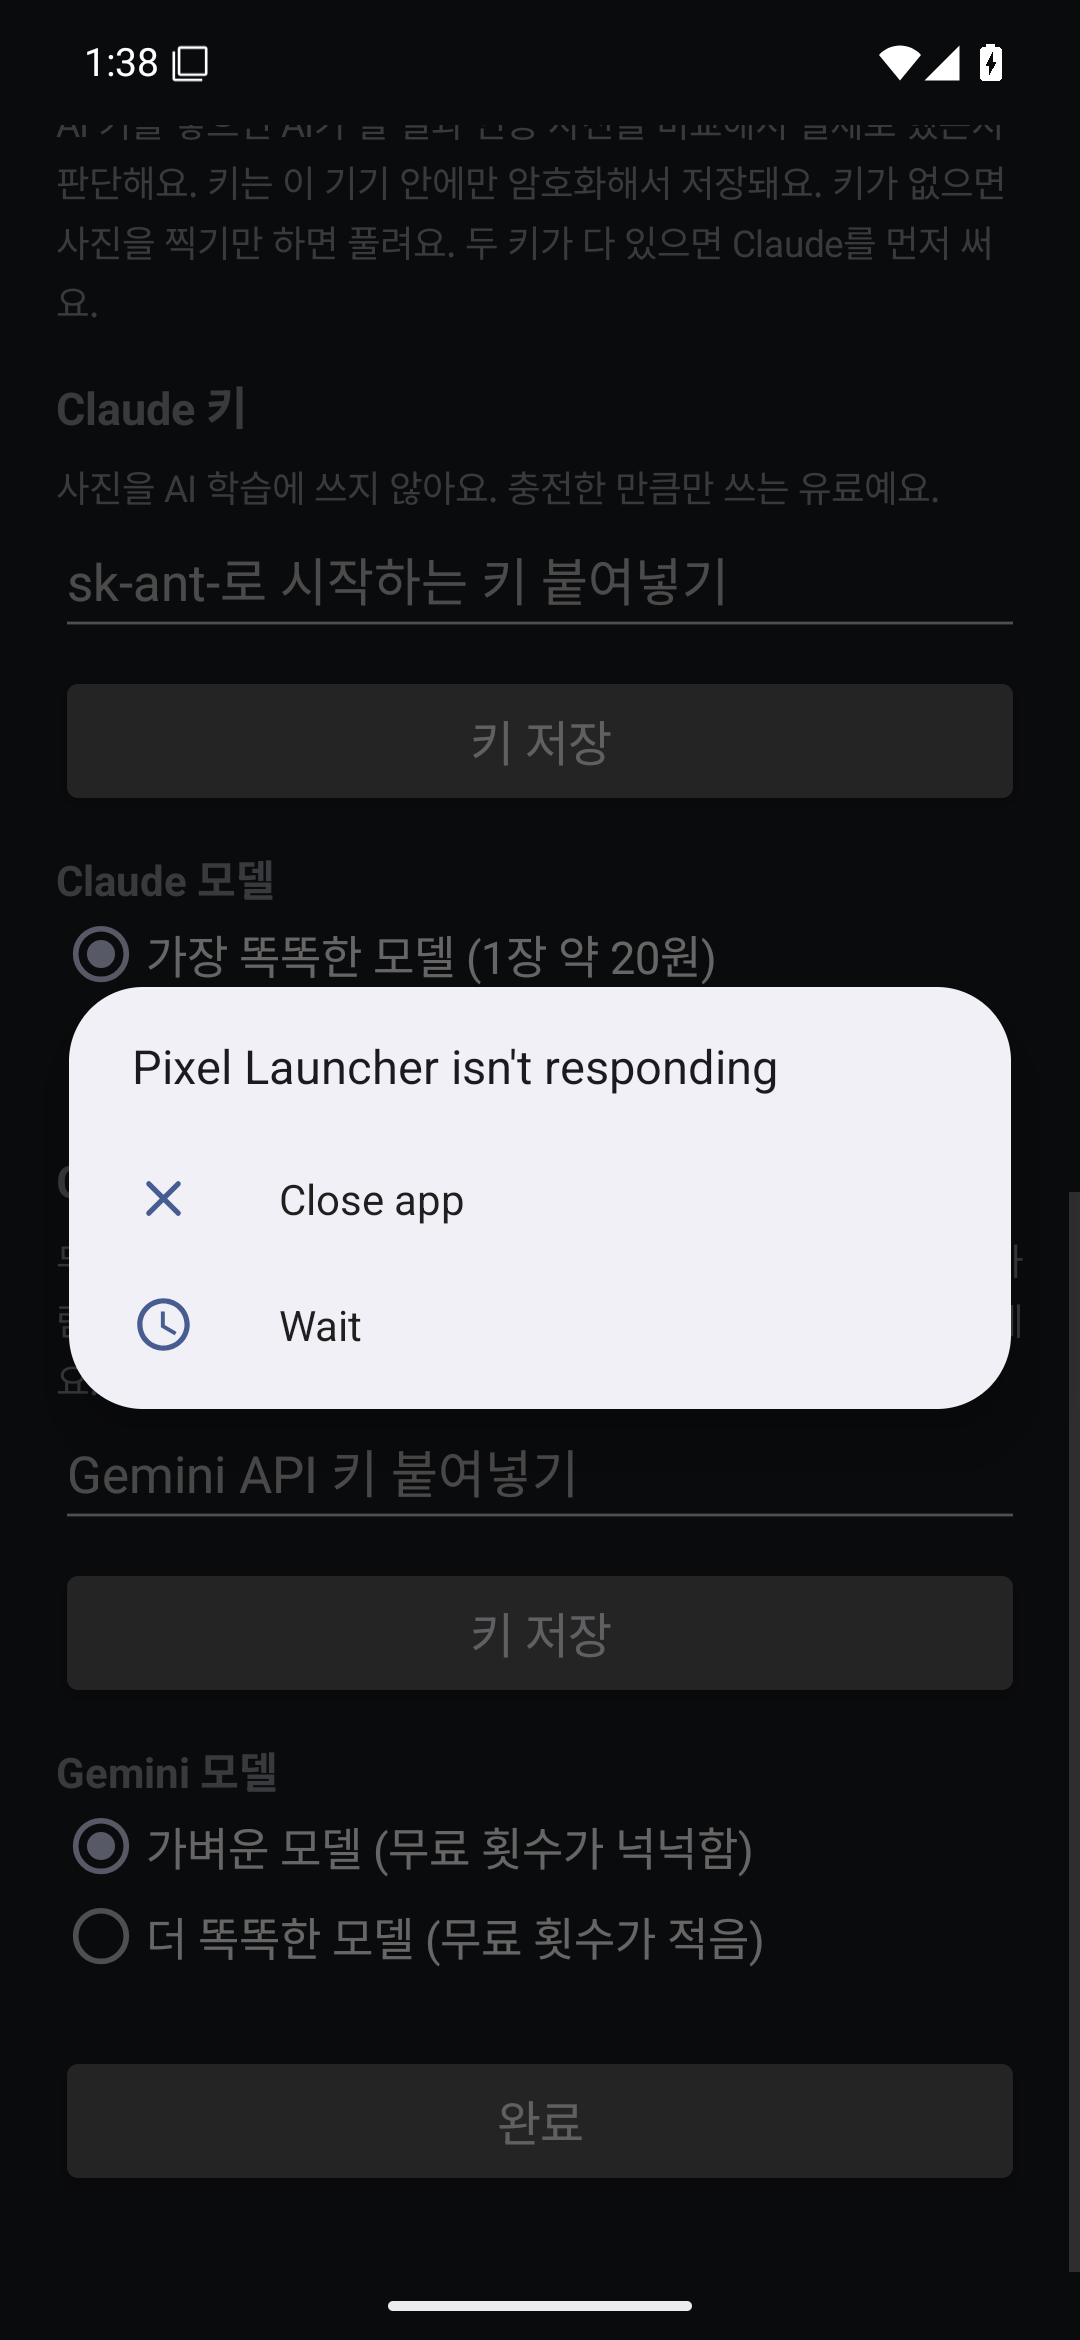 1:38
판단해요. 키는 이 기기 안에만 암호화해서 저장돼요. 키가 없으면
사진을 찍기만 하면 풀려요. 두 키가 다 있으면 Claude를 먼저 써
요.
Claude 키
사진을 AI 학습에 쓰지 않아요. 충전한 만큼만 쓰는 유료예요.
sk-ant-로 시작하는 키 붙여넣기
키 저장
Claude 모델
가장 똑똑한 모델 (1장 약 20원)
Pixel Launcher isn't responding
Close app
Wait
Gemini API 키 붙여넣기
키 저장
Gemini 모델
가벼운 모델 (무료 횟수가 넉넉함)
더 똑똑한 모델 (무료 횟수가 적음)
완료